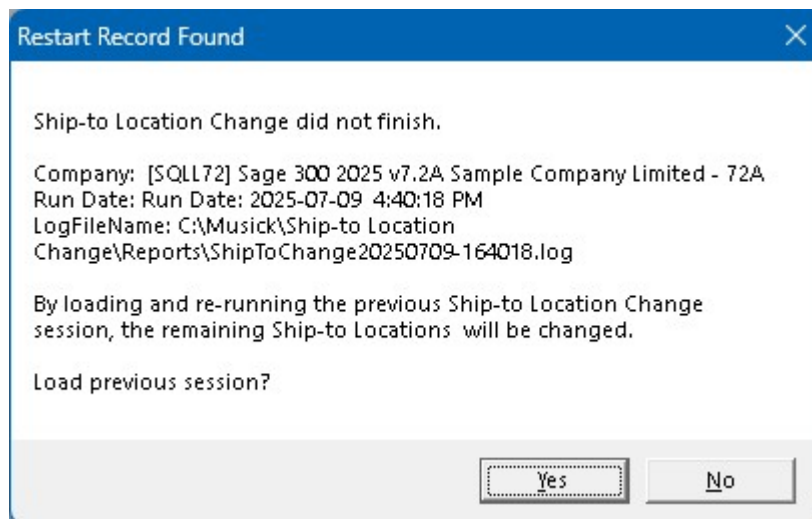 Restart Record Found
Ship-to Location Change did not finish.
Company:  [SQLL72] Sage 300 2025 v7.2A Sample Company Limited - 72A
Run Date: Run Date: 2025-07-09  4:40:18 PM
LogFileName: C:\Musick\Ship-to Location
Change\Reports\ShipToChange20250709-164018.log
By loading and re-running the previous Ship-to Location Change
session, the remaining Ship-to Locations  will be changed.
Load previous session?
Yes
No